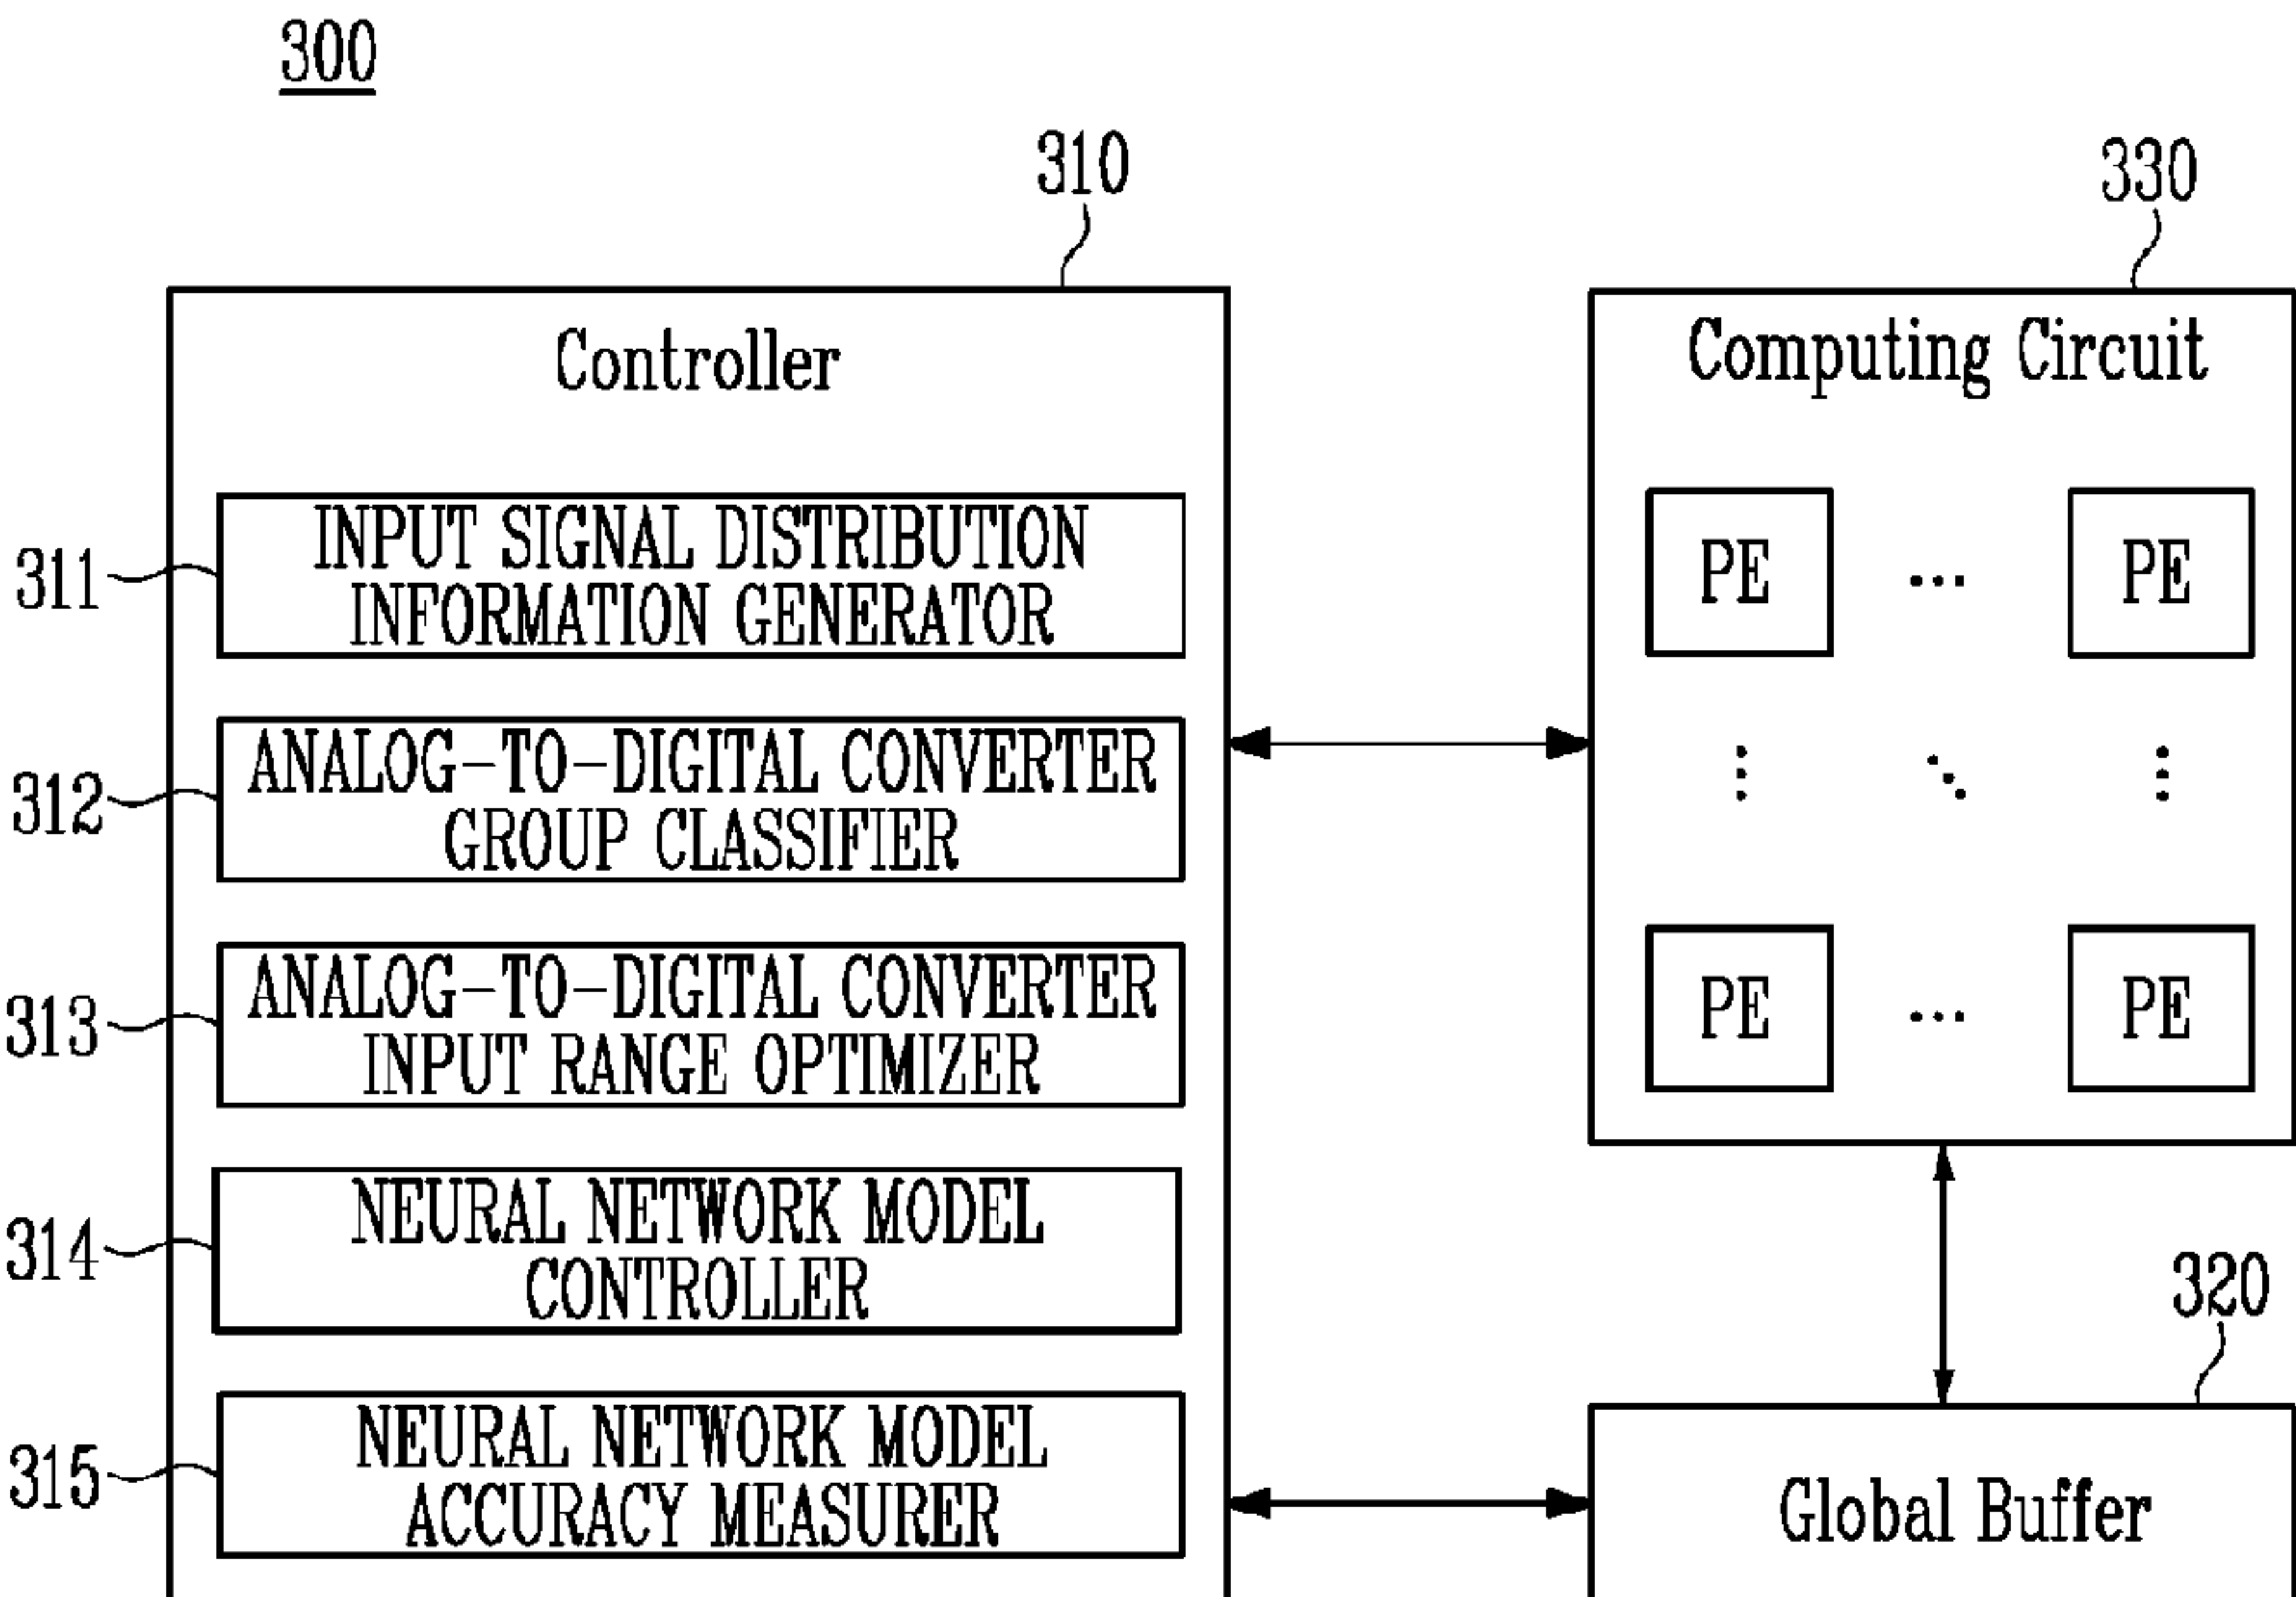 300
310
330
Controller
Computing Circuit
311
INPUT SIGNAL DISTRIBUTION
INFORMATION GENERATOR
PE ... PE
312
ANALOG-TO-DIGITAL CONVERTER
GROUP CLASSIFIER
313
ANALOG-TO-DIGITAL CONVERTER
INPUT RANGE OPTIMIZER
PE ... PE
314
NEURAL NETWORK MODEL
CONTROLLER
320
315
NEURAL NETWORK MODEL
ACCURACY MEASURER
Global Buffer